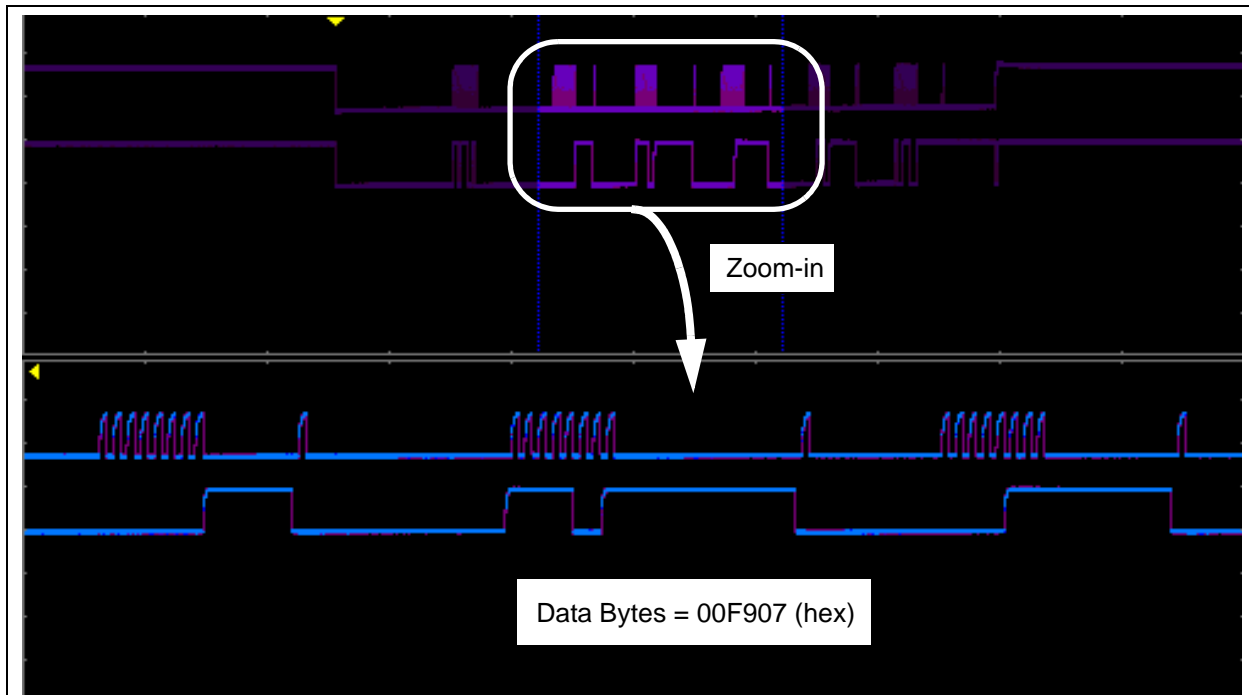 Zoom-in
Data Bytes = 00F907 (hex)